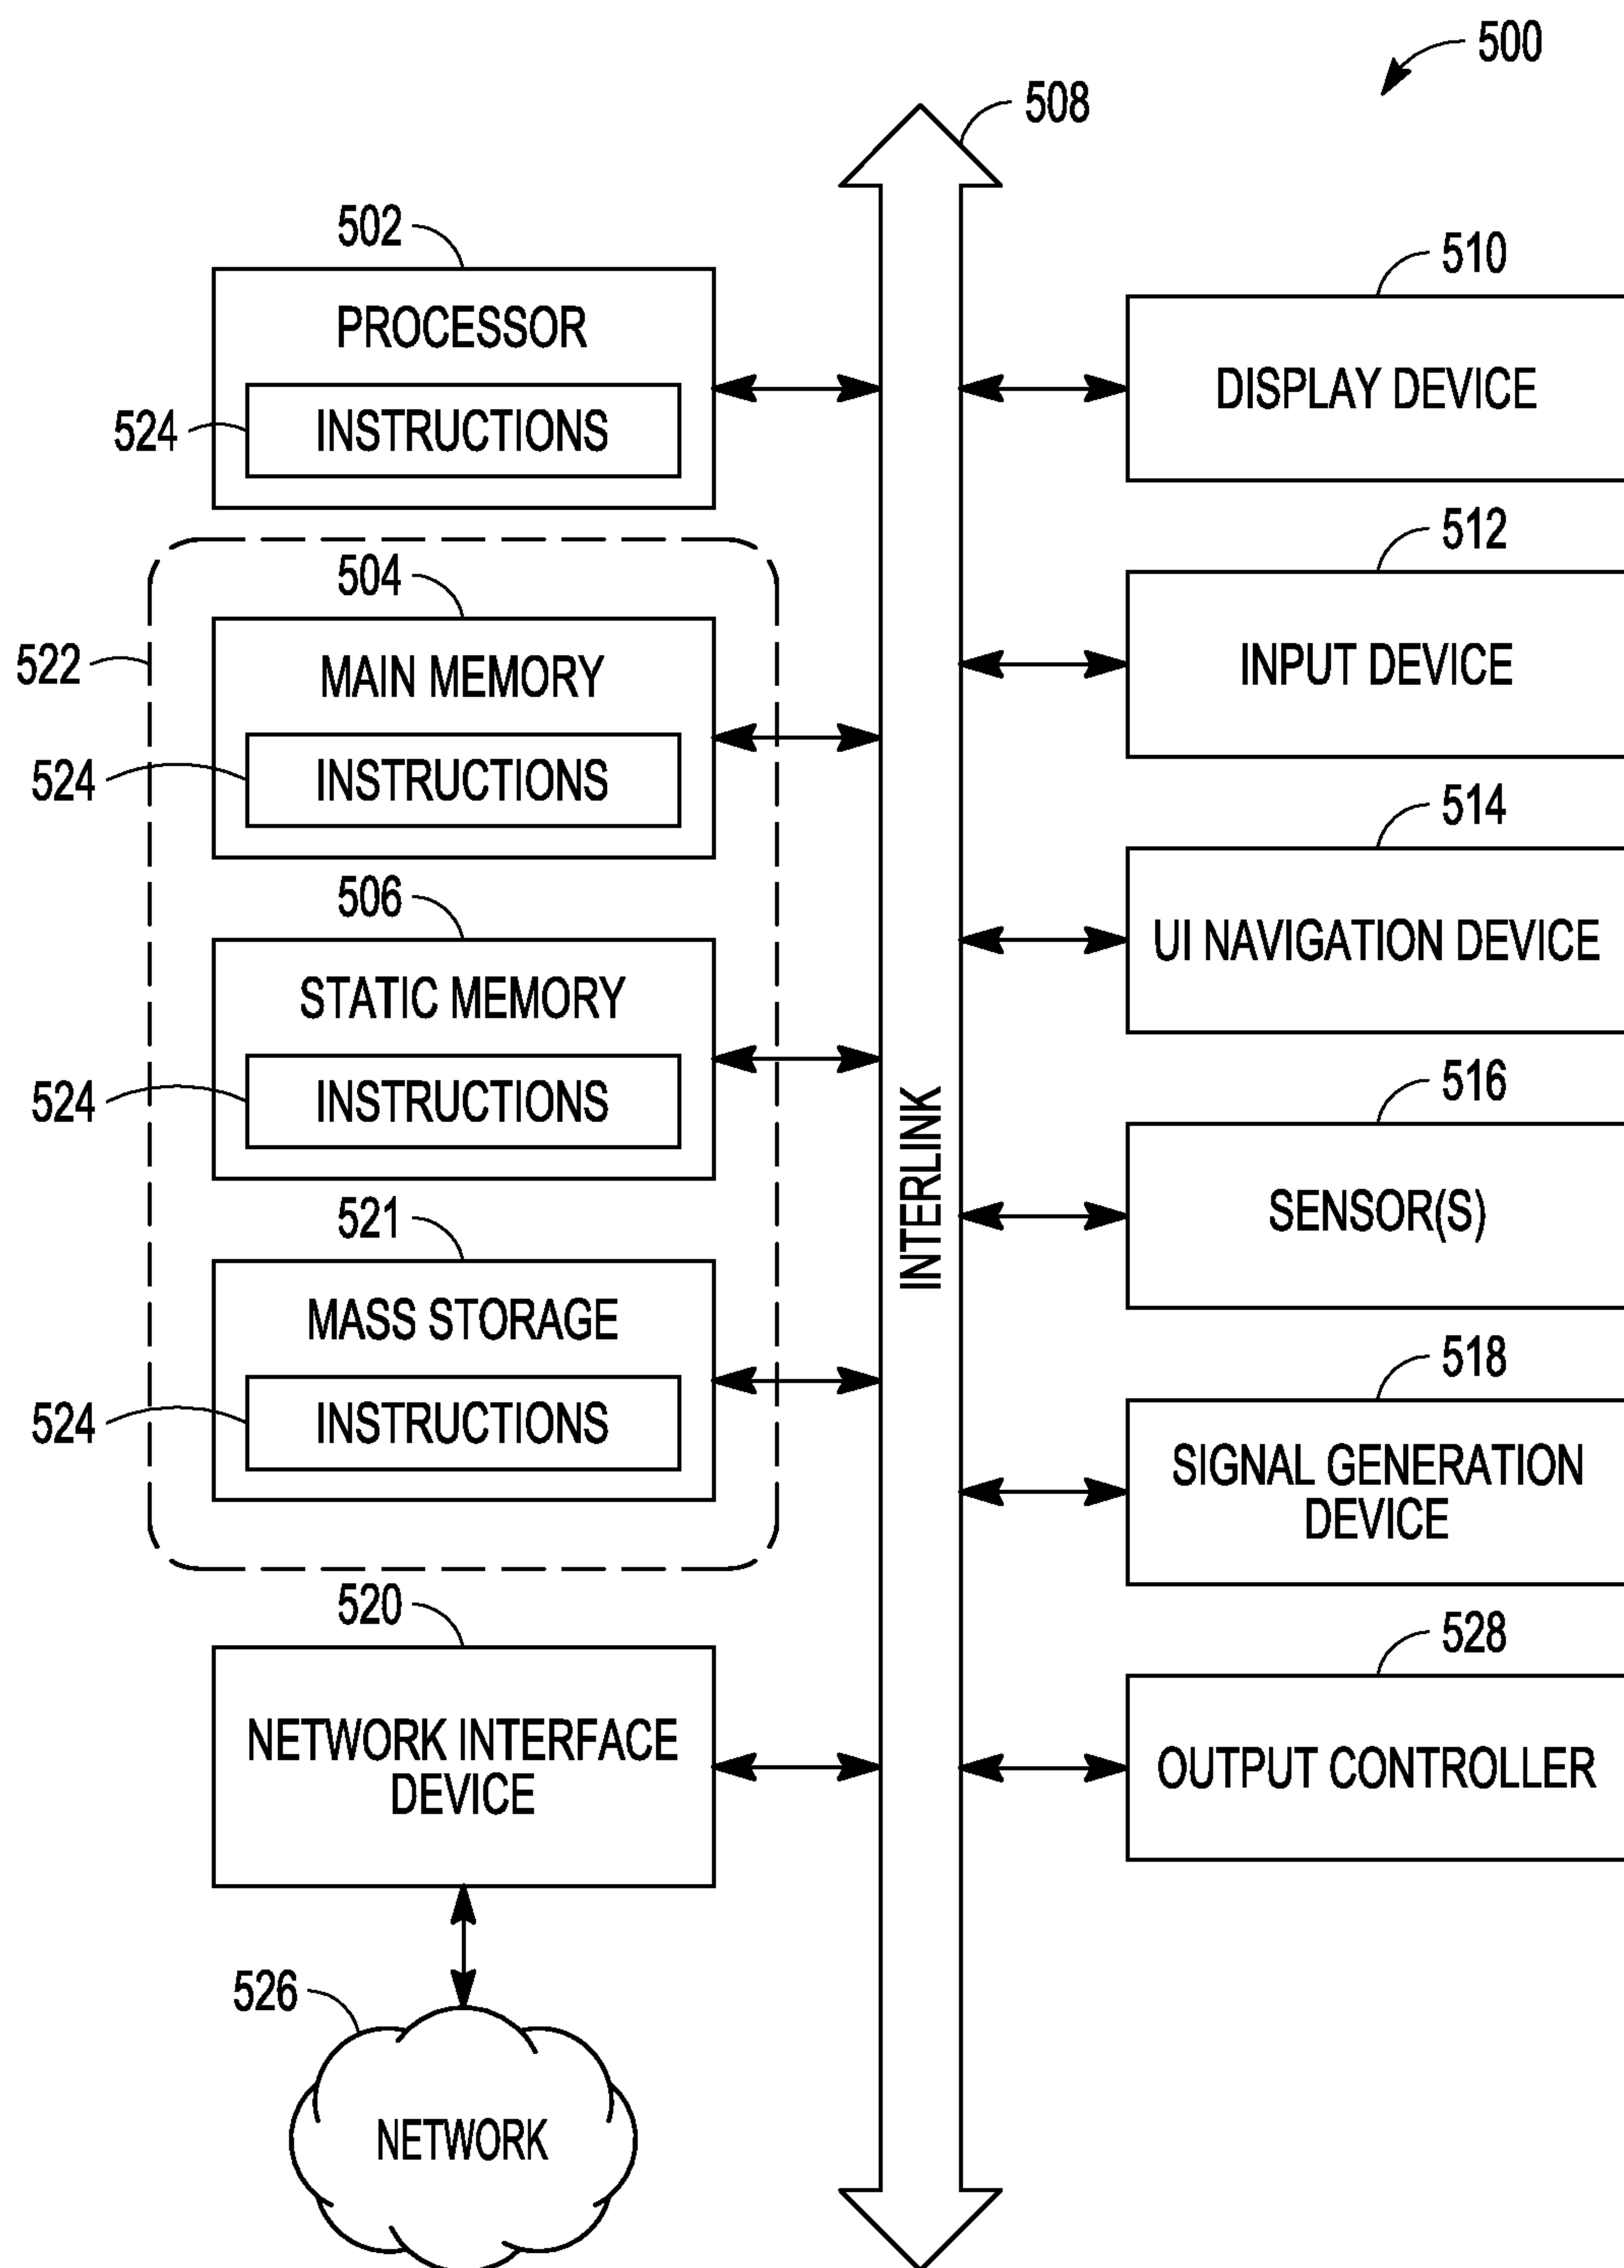 500
508
502
PROCESSOR
524
INSTRUCTIONS
522
504
MAIN MEMORY
524
INSTRUCTIONS
506
STATIC MEMORY
524
INSTRUCTIONS
521
MASS STORAGE
524
INSTRUCTIONS
520
NETWORK INTERFACE
DEVICE
526
NETWORK
INTERLINK
510
DISPLAY DEVICE
512
INPUT DEVICE
514
UI NAVIGATION DEVICE
516
SENSOR(S)
518
SIGNAL GENERATION
DEVICE
528
OUTPUT CONTROLLER